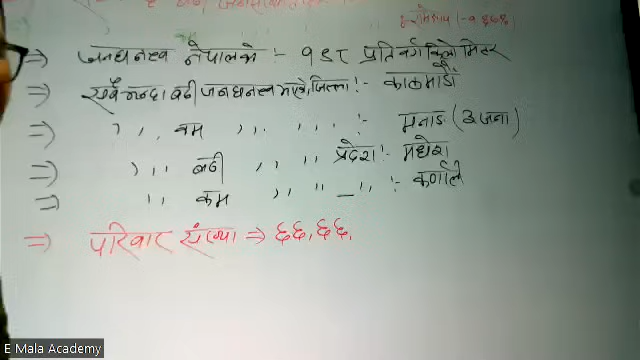 ⇒ जनघनत्व नेपालको :- १९८ प्रति वर्ग किलो मिटर
⇒ सबै भन्दा बढी जनघनत्व भएको जिल्ला :- काठमाडौं
⇒ " " कम " " " :- मनाङ (३ जना)
⇒ " " बढी " " प्रदेश :- मधेश
⇒ " कम " " — " :- कर्णाली
⇒ परिवार संख्या ⇒ ६६,६६,
E Mala Academy